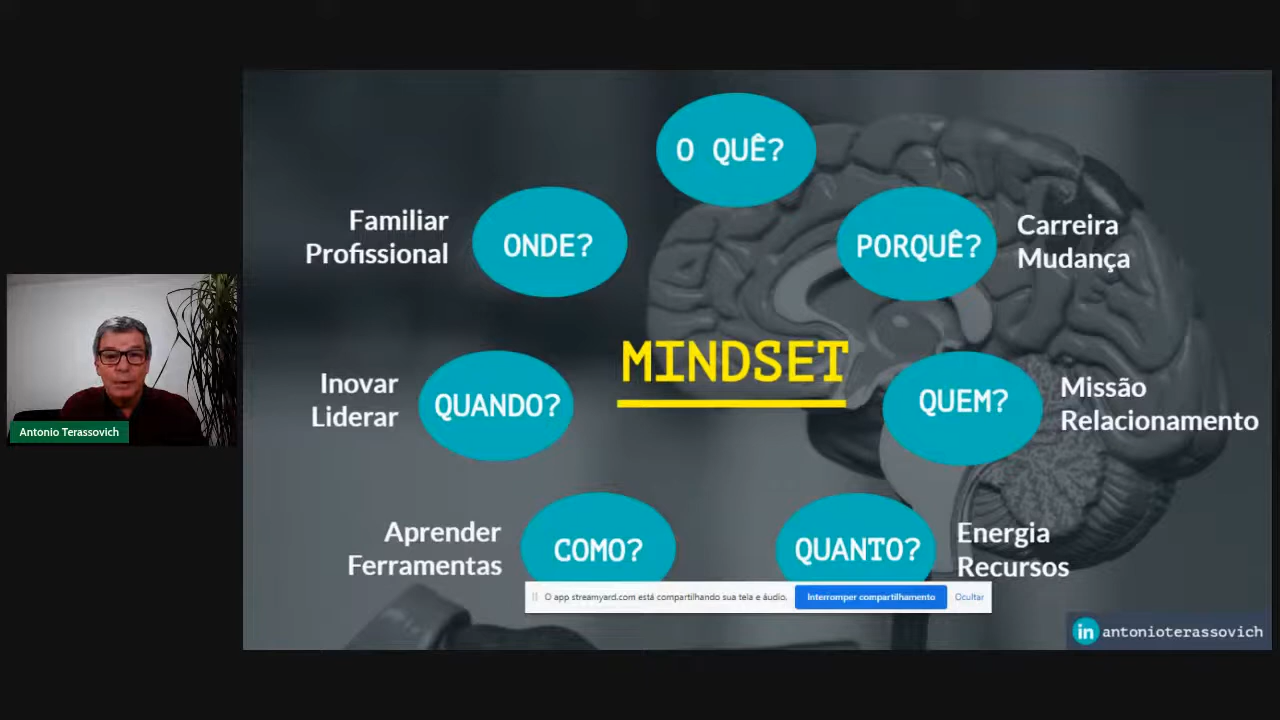 O QUÊ?
Familiar
Profissional
ONDE?
PORQUÊ?
Carreira
Mudança
MINDSET
Inovar
Liderar
QUANDO?
QUEM?
Missão
Relacionamento
Aprender
Ferramentas
COMO?
QUANTO?
Energia
Recursos
Antonio Terassovich
O app streamyard.com está compartilhando sua tela e áudio.
Interromper compartilhamento
Ocultar
in antonioterassovich